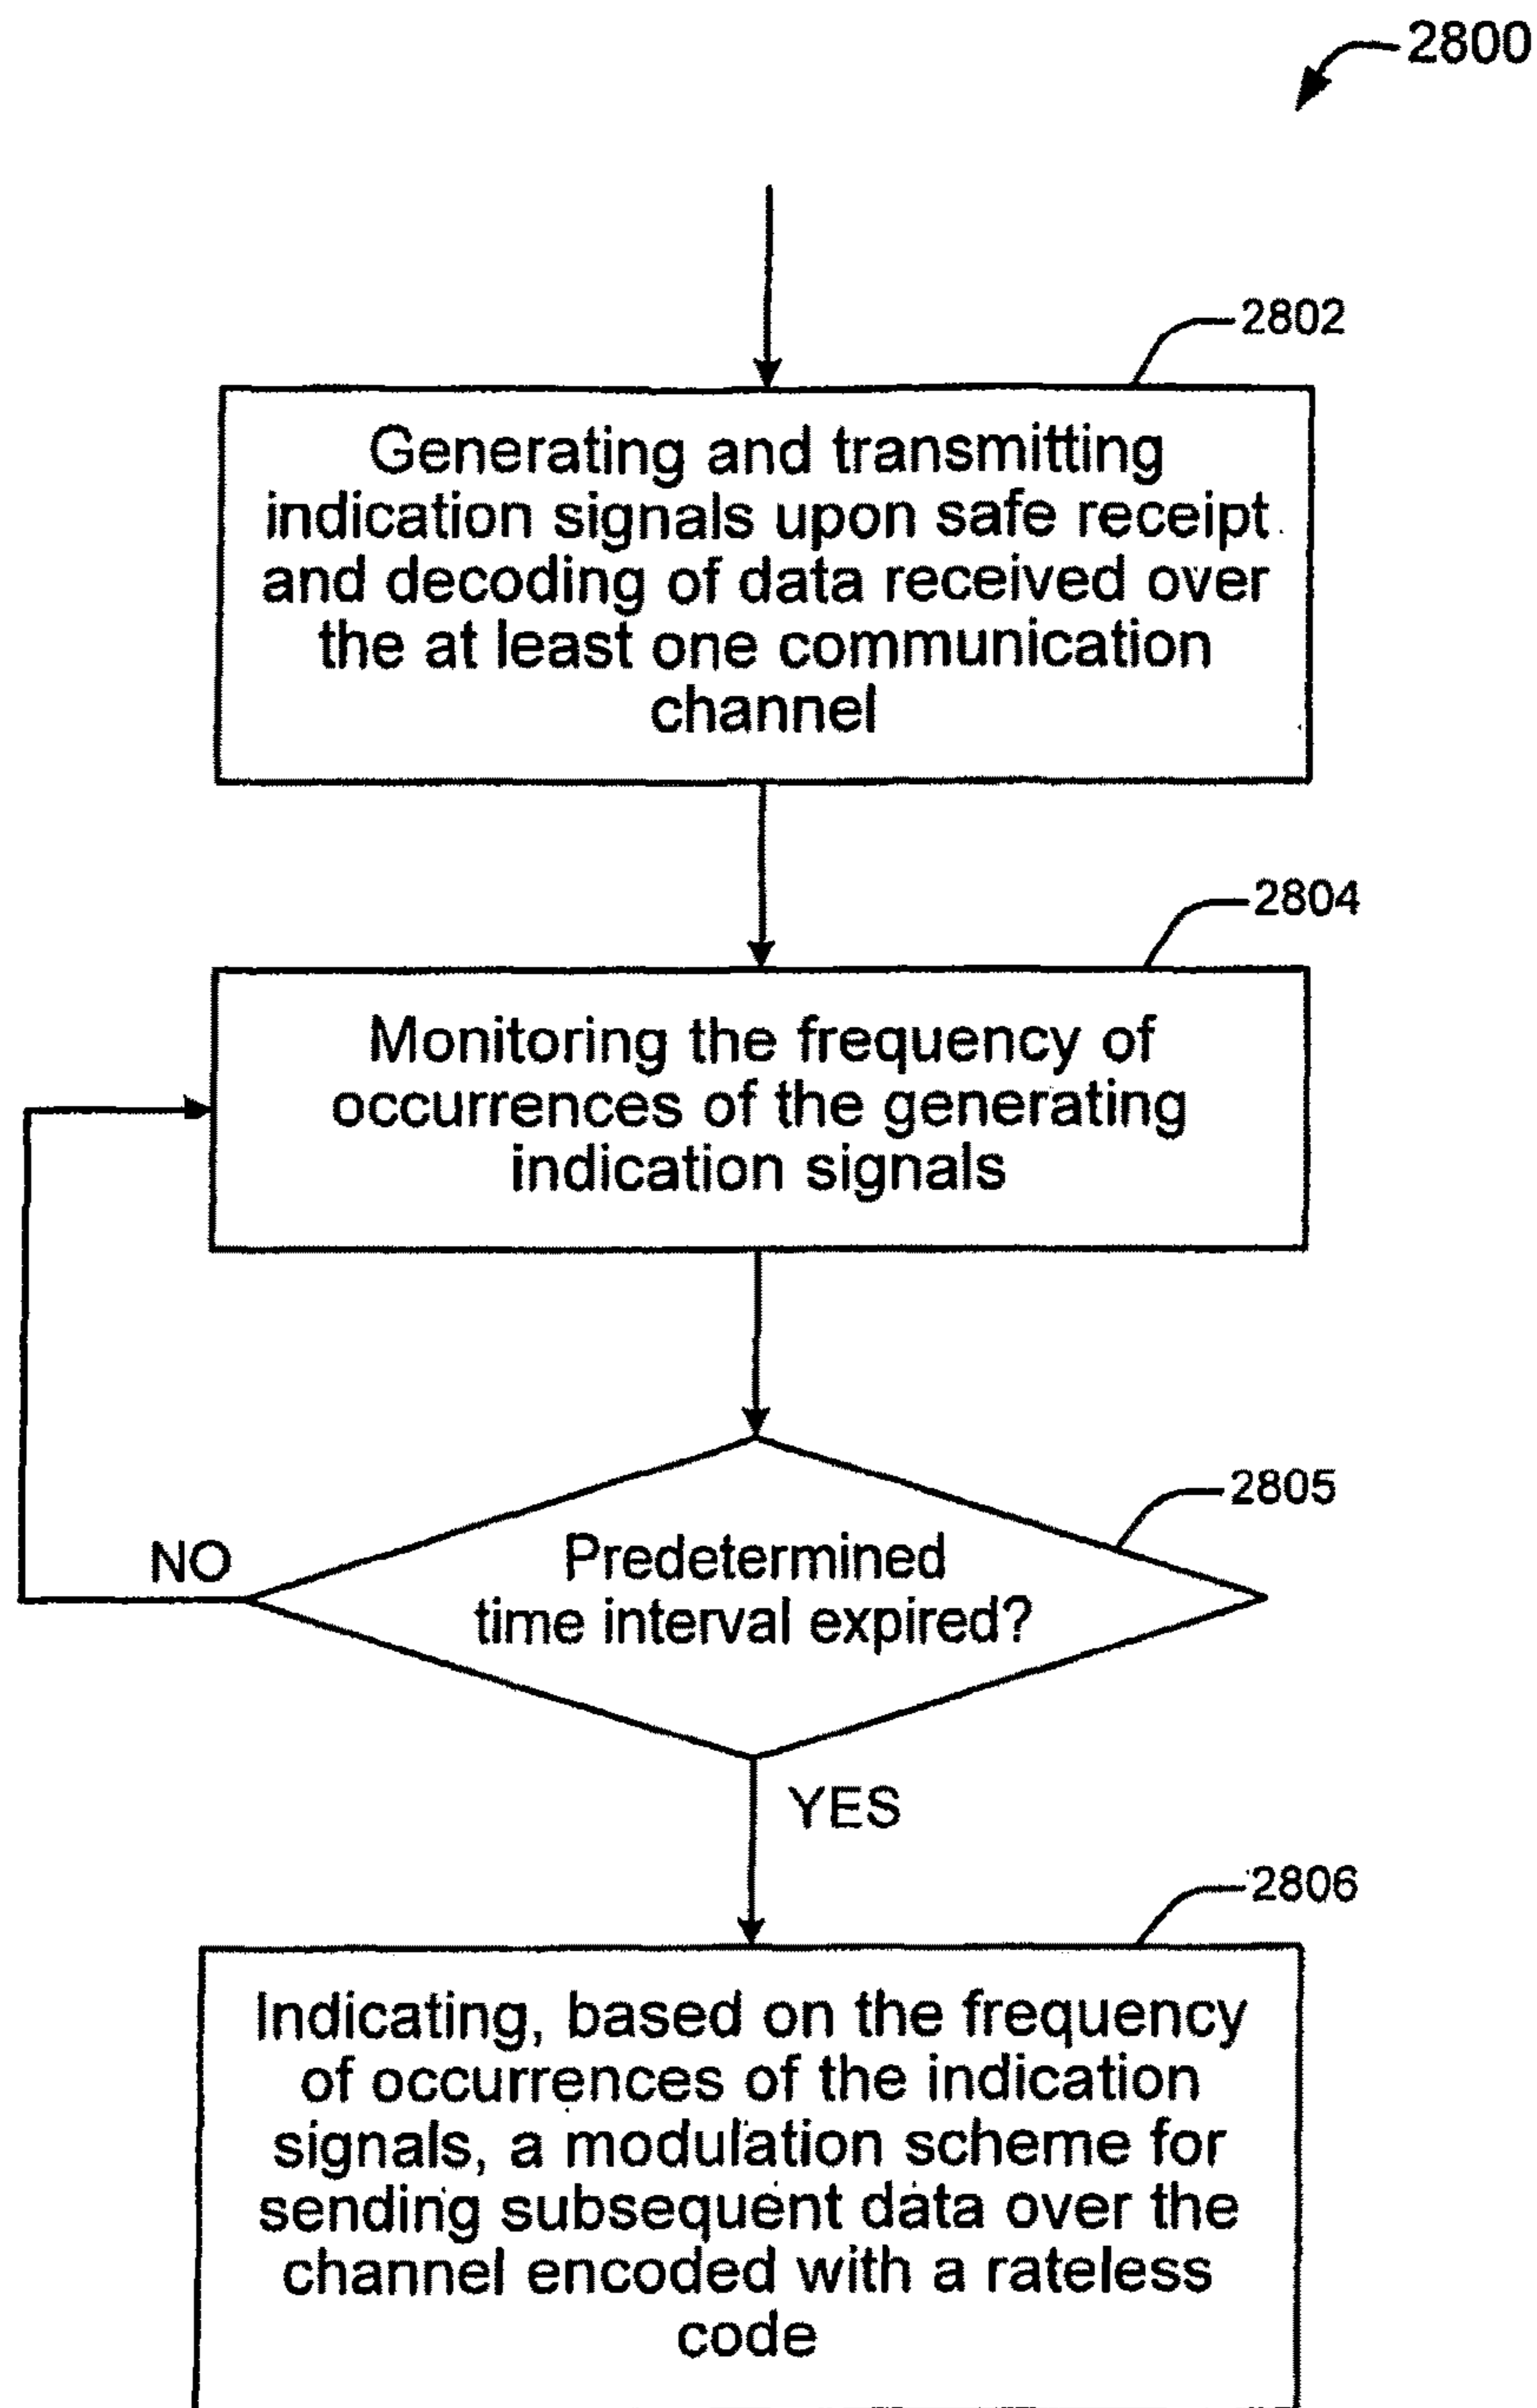 2800
2802
Generating and transmitting
indication signals upon safe receipt
and decoding of data received over
the at least one communication
channel
2804
Monitoring the frequency of
occurrences of the generating
indication signals
2805
NO
Predetermined
time interval expired?
YES
2806
Indicating, based on the frequency
of occurrences of the indication
signals, a modulation scheme for
sending subsequent data over the
channel encoded with a rateless
code